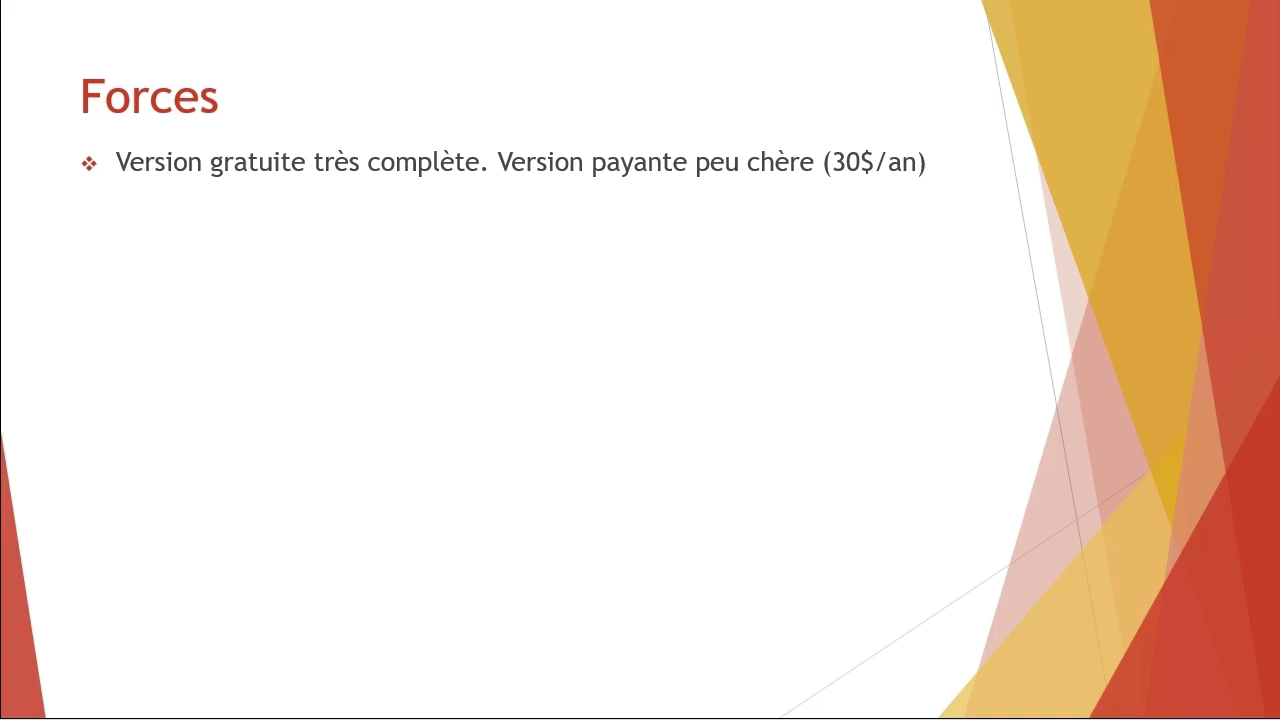 Forces
Version gratuite très complète. Version payante peu chère (30$/an)